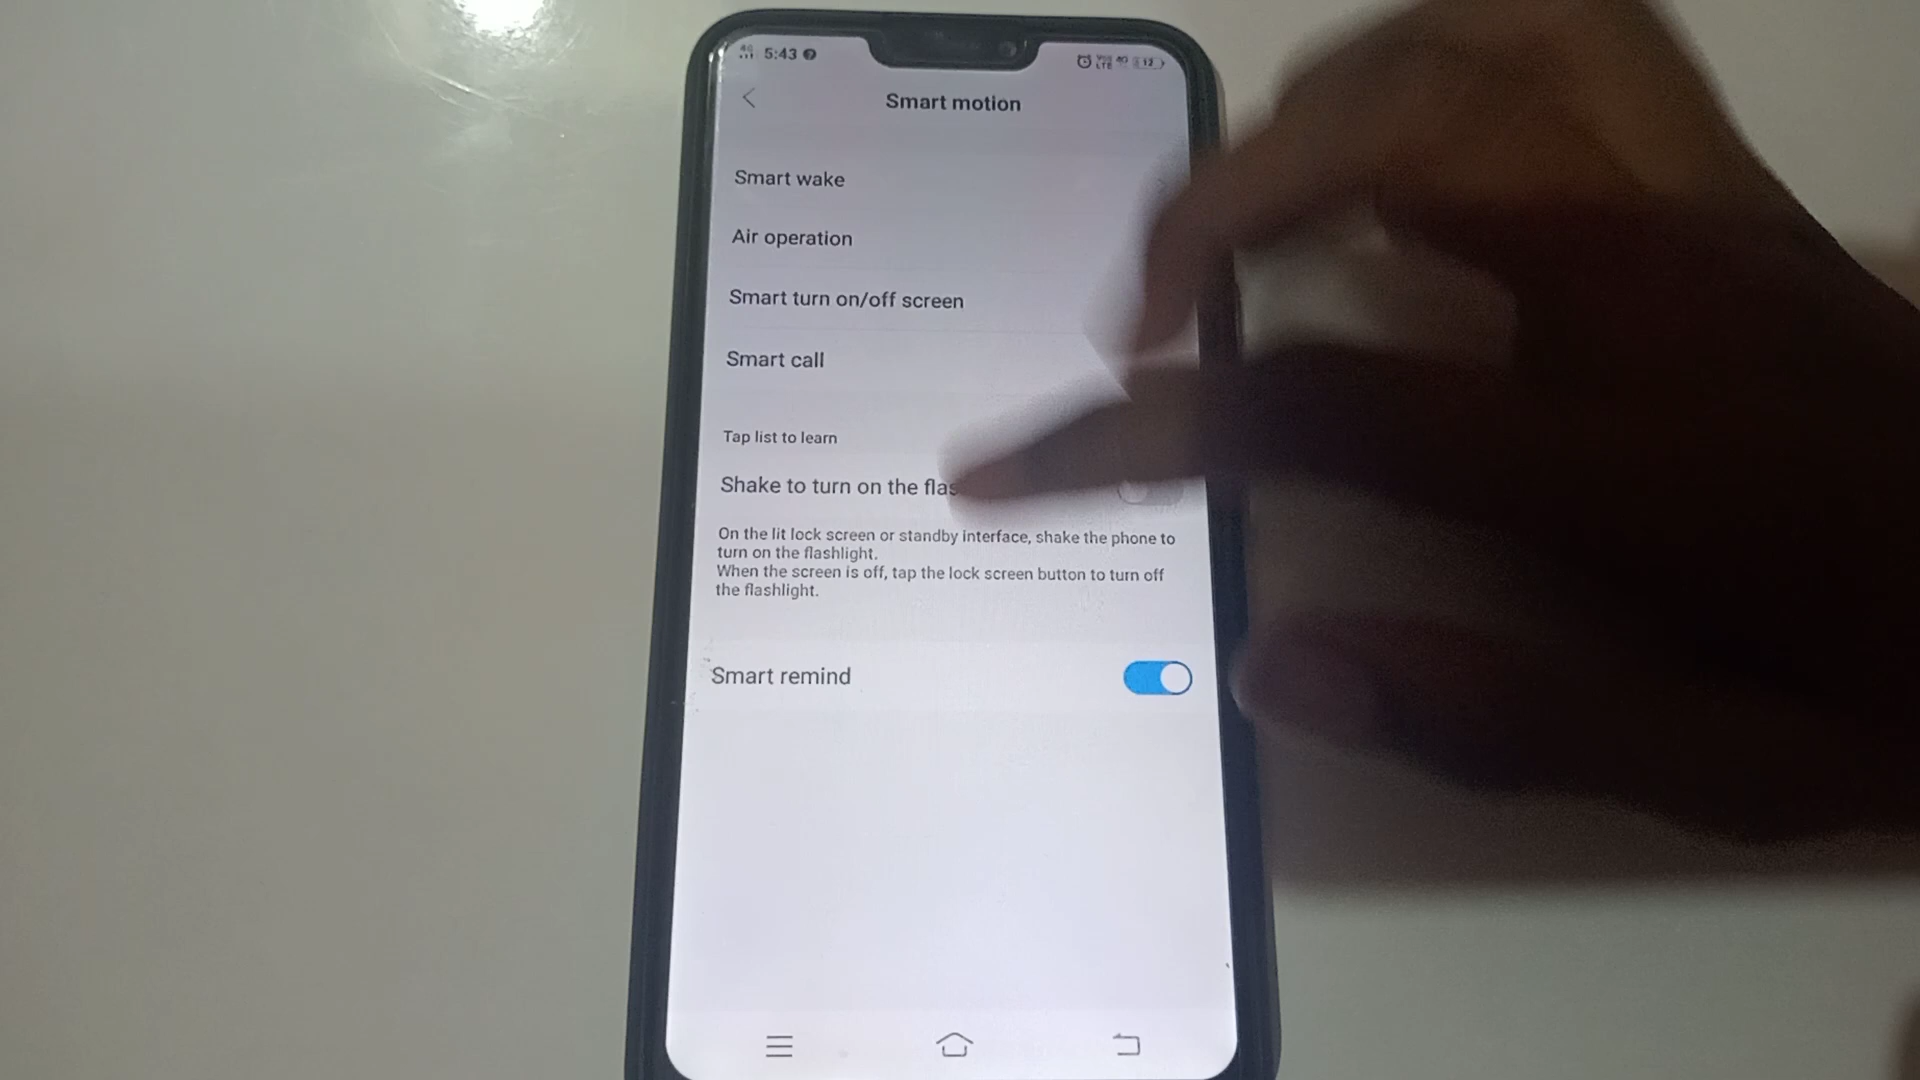 5:43
12
Smart motion
Smart wake
Air operation
Smart turn on/off screen
Smart call
Tap list to learn
Shake to turn on the flas
On the lit lock screen or standby interface, shake the phone to
turn on the flashlight.
When the screen is off, tap the lock screen button to turn off
the flashlight.
Smart remind